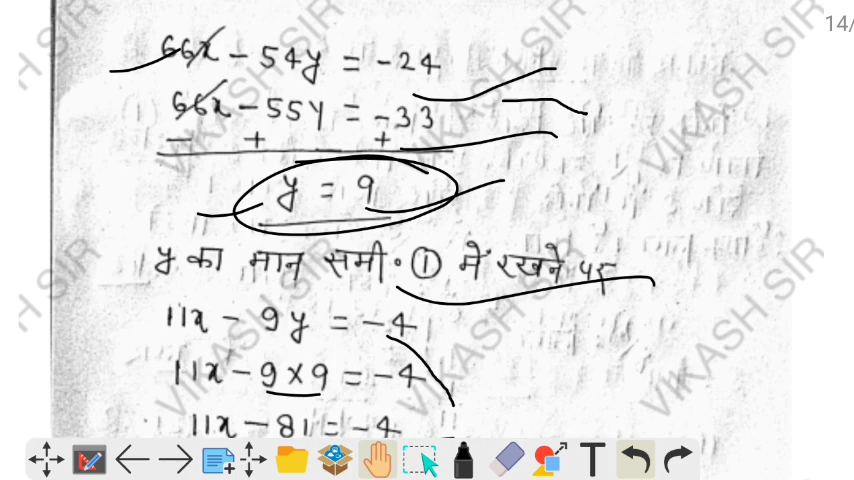 14/
66x - 54y = -24
66x - 55y = -33
- + +
y = 9
y का मान समी. ① में रखने पर
11x - 9y = -4
11x - 9 × 9 = -4
11x - 81 = -4
VIKASH SIR
T